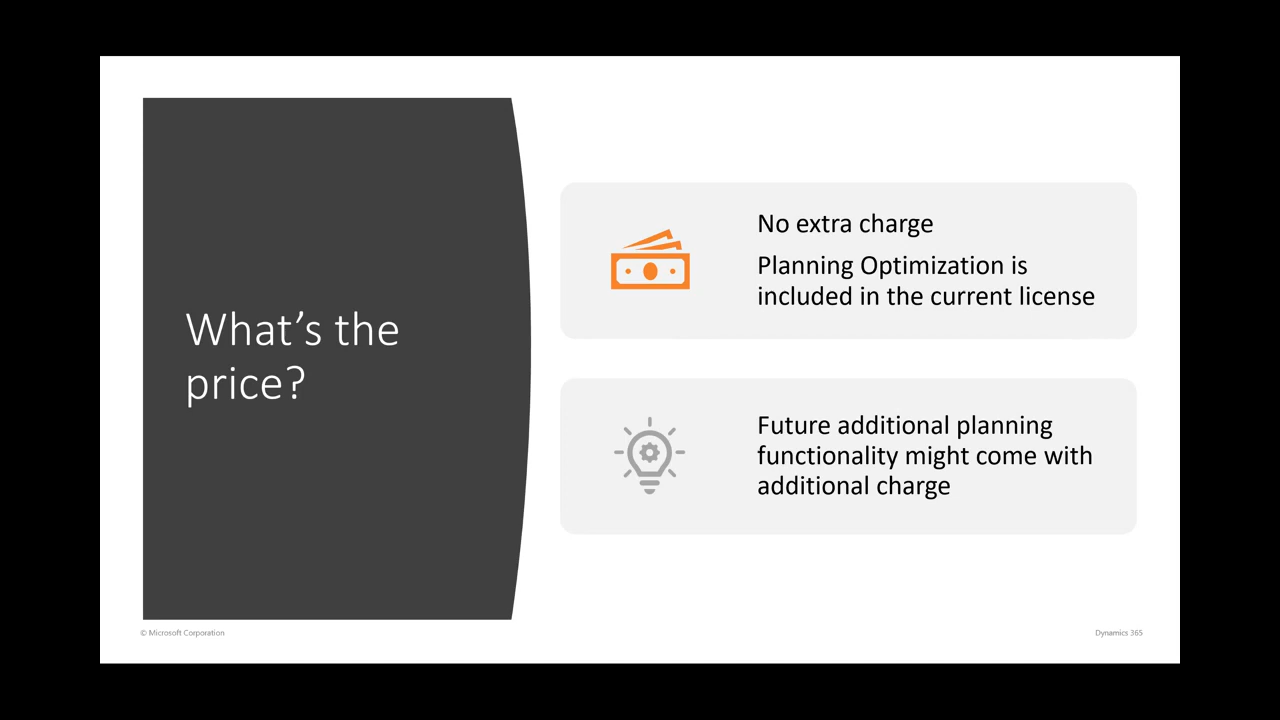 What’s the
price?
No extra charge
Planning Optimization is
included in the current license
Future additional planning
functionality might come with
additional charge
© Microsoft Corporation
Dynamics 365